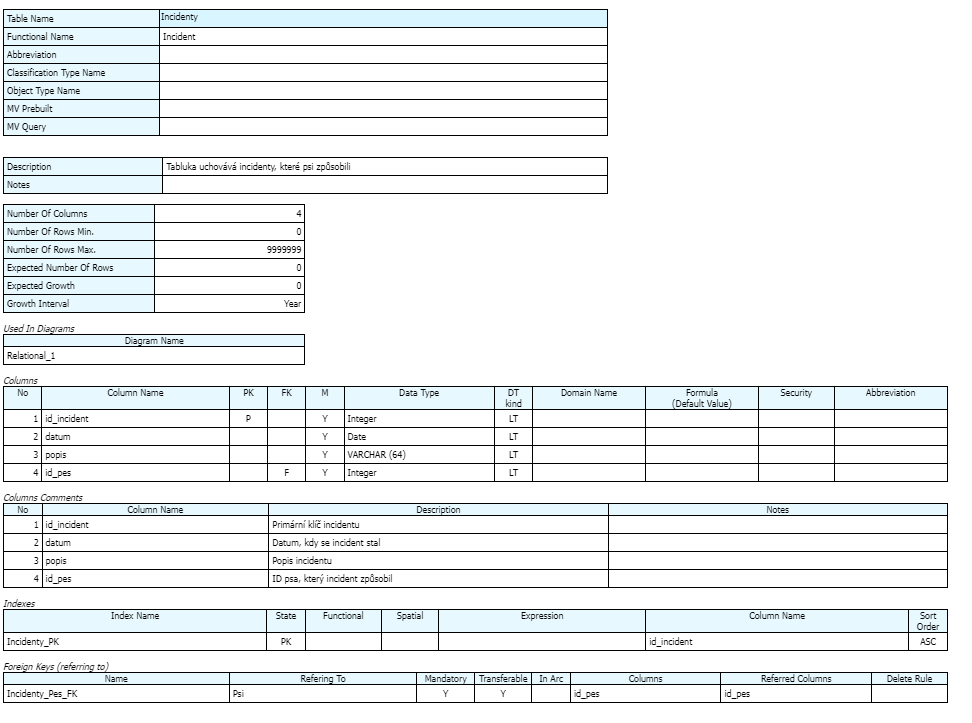 Table Name Incidenty
Functional Name Incident
Abbreviation
Classification Type Name
Object Type Name
MV Prebuilt
MV Query
Description Tabluka uchovává incidenty, které psi způsobili
Notes
Number Of Columns 4
Number Of Rows Min. 0
Number Of Rows Max. 9999999
Expected Number Of Rows 0
Expected Growth 0
Growth Interval Year
Used In Diagrams
Diagram Name
Relational_1
Columns
No Column Name PK FK M Data Type DT kind Domain Name Formula (Default Value) Security Abbreviation
1 id_incident P Y Integer LT
2 datum Y Date LT
3 popis Y VARCHAR (64) LT
4 id_pes F Y Integer LT
Columns Comments
No Column Name Description Notes
1 id_incident Primární klíč incidentu
2 datum Datum, kdy se incident stal
3 popis Popis incidentu
4 id_pes ID psa, který incident způsobil
Indexes
Index Name State Functional Spatial Expression Column Name Sort Order
Incidenty_PK PK id_incident ASC
Foreign Keys (referring to)
Name Refering To Mandatory Transferable In Arc Columns Referred Columns Delete Rule
Incidenty_Pes_FK Psi Y Y id_pes id_pes